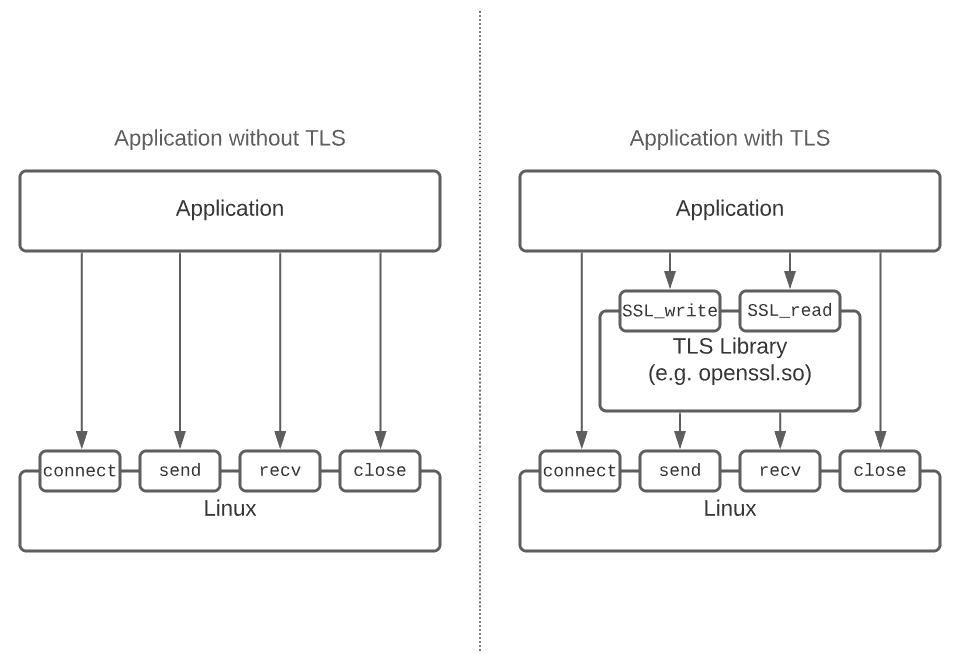 Application without TLS
Application
connect
send
recv
close
Linux
Application with TLS
Application
SSL_write
SSL_read
TLS Library
(e.g. openssl.so)
connect
send
recv
close
Linux